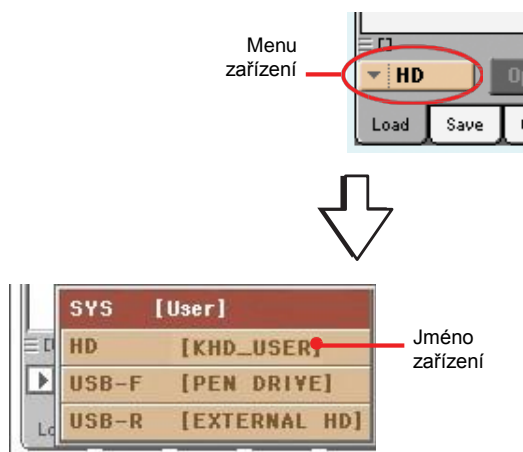 Menu
zařízení
[]
HD
Load Save
SYS [User]
HD [KHD_USER]
USB-F [PEN DRIVE]
USB-R [EXTERNAL HD]
Jméno
zařízení